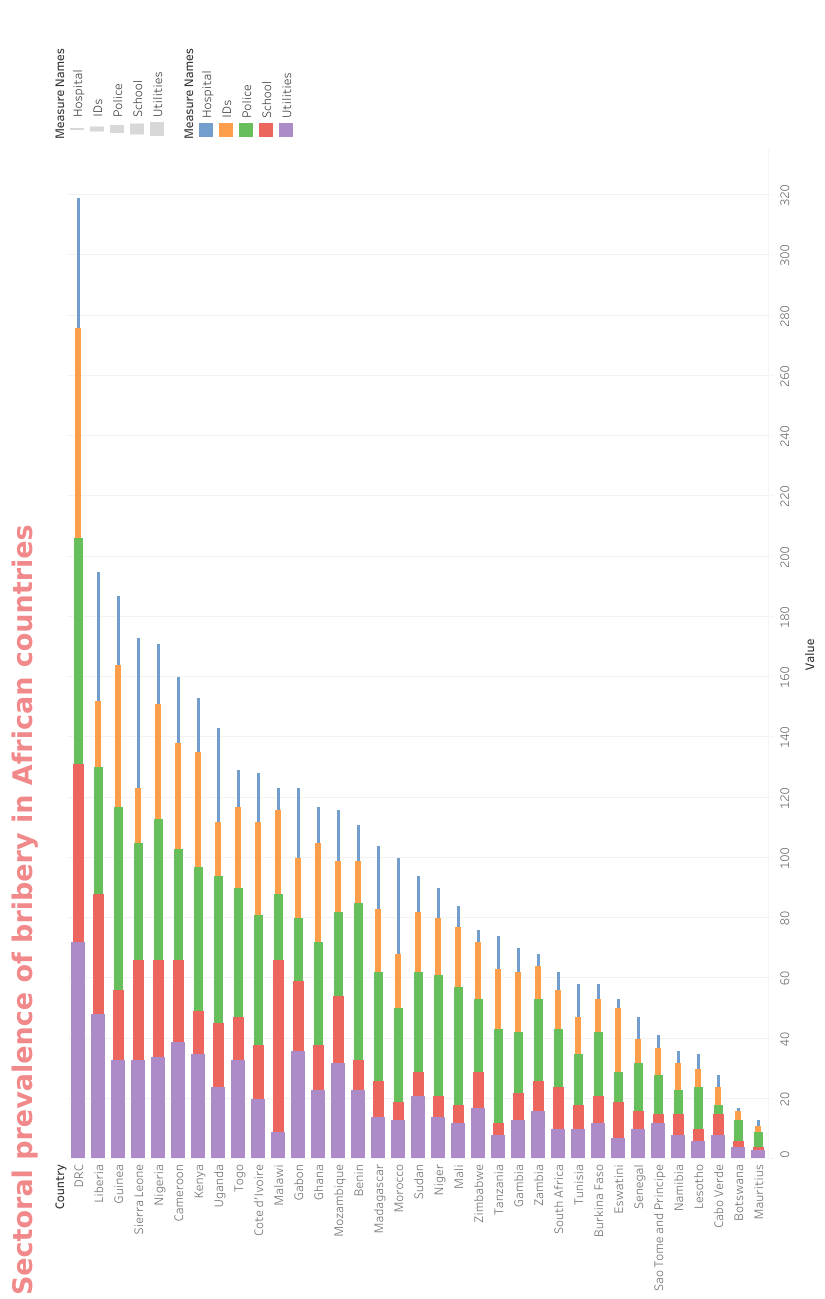 Sectoral prevalence of bribery in African countries
Country
DRC
Liberia
Guinea
Sierra Leone
Nigeria
Cameroon
Kenya
Uganda
Togo
Cote d'Ivoire
Malawi
Gabon
Ghana
Mozambique
Benin
Madagascar
Morocco
Sudan
Niger
Mali
Zimbabwe
Tanzania
Gambia
Zambia
South Africa
Tunisia
Burkina Faso
Eswatini
Senegal
Sao Tome and Principe
Namibia
Lesotho
Cabo Verde
Botswana
Mauritius
0 20 40 60 80 100 120 140 160 180 200 220 240 260 280 300 320
Value
Measure Names
Hospital
IDs
Police
School
Utilities
Measure Names
Hospital
IDs
Police
School
Utilities